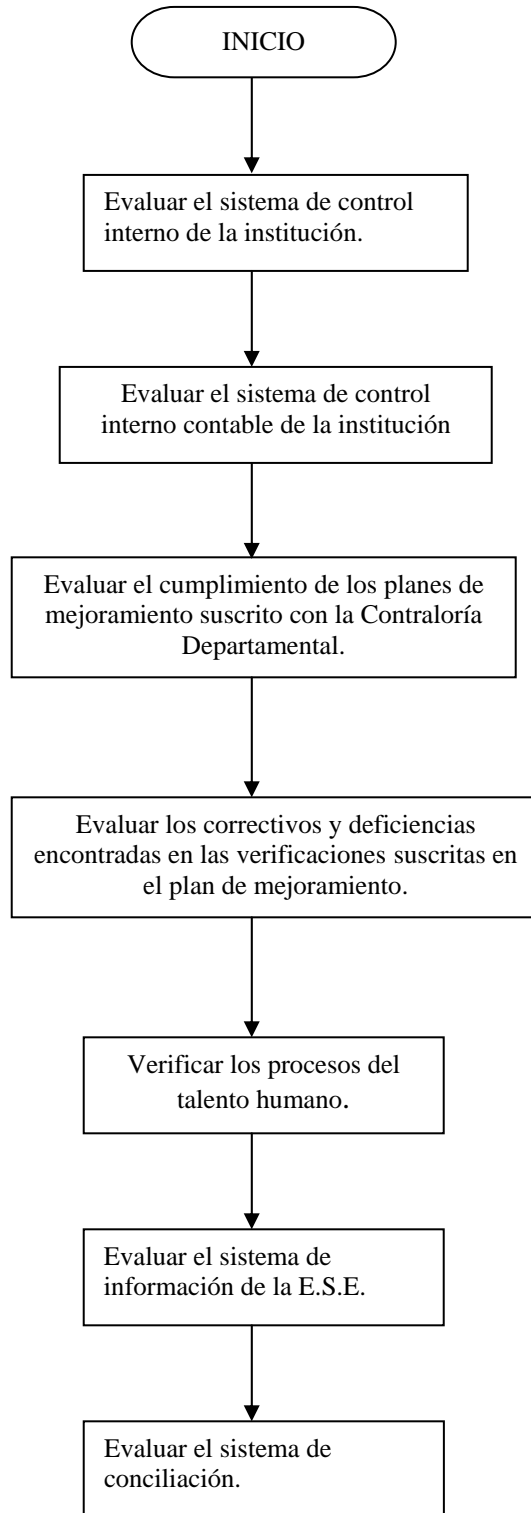 INICIO
Evaluar el sistema de control
interno de la institución.
Evaluar el sistema de control
interno contable de la institución
Evaluar el cumplimiento de los planes de
mejoramiento suscrito con la Contraloría
Departamental.
Evaluar los correctivos y deficiencias
encontradas en las verificaciones suscritas en
el plan de mejoramiento.
Verificar los procesos del
talento humano.
Evaluar el sistema de
información de la E.S.E.
Evaluar el sistema de
conciliación.